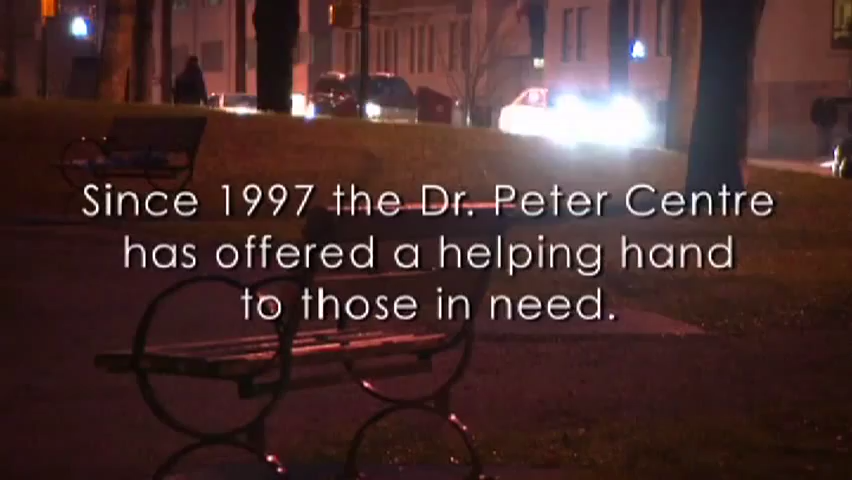 Since 1997 the Dr. Peter Centre
has offered a helping hand
to those in need.